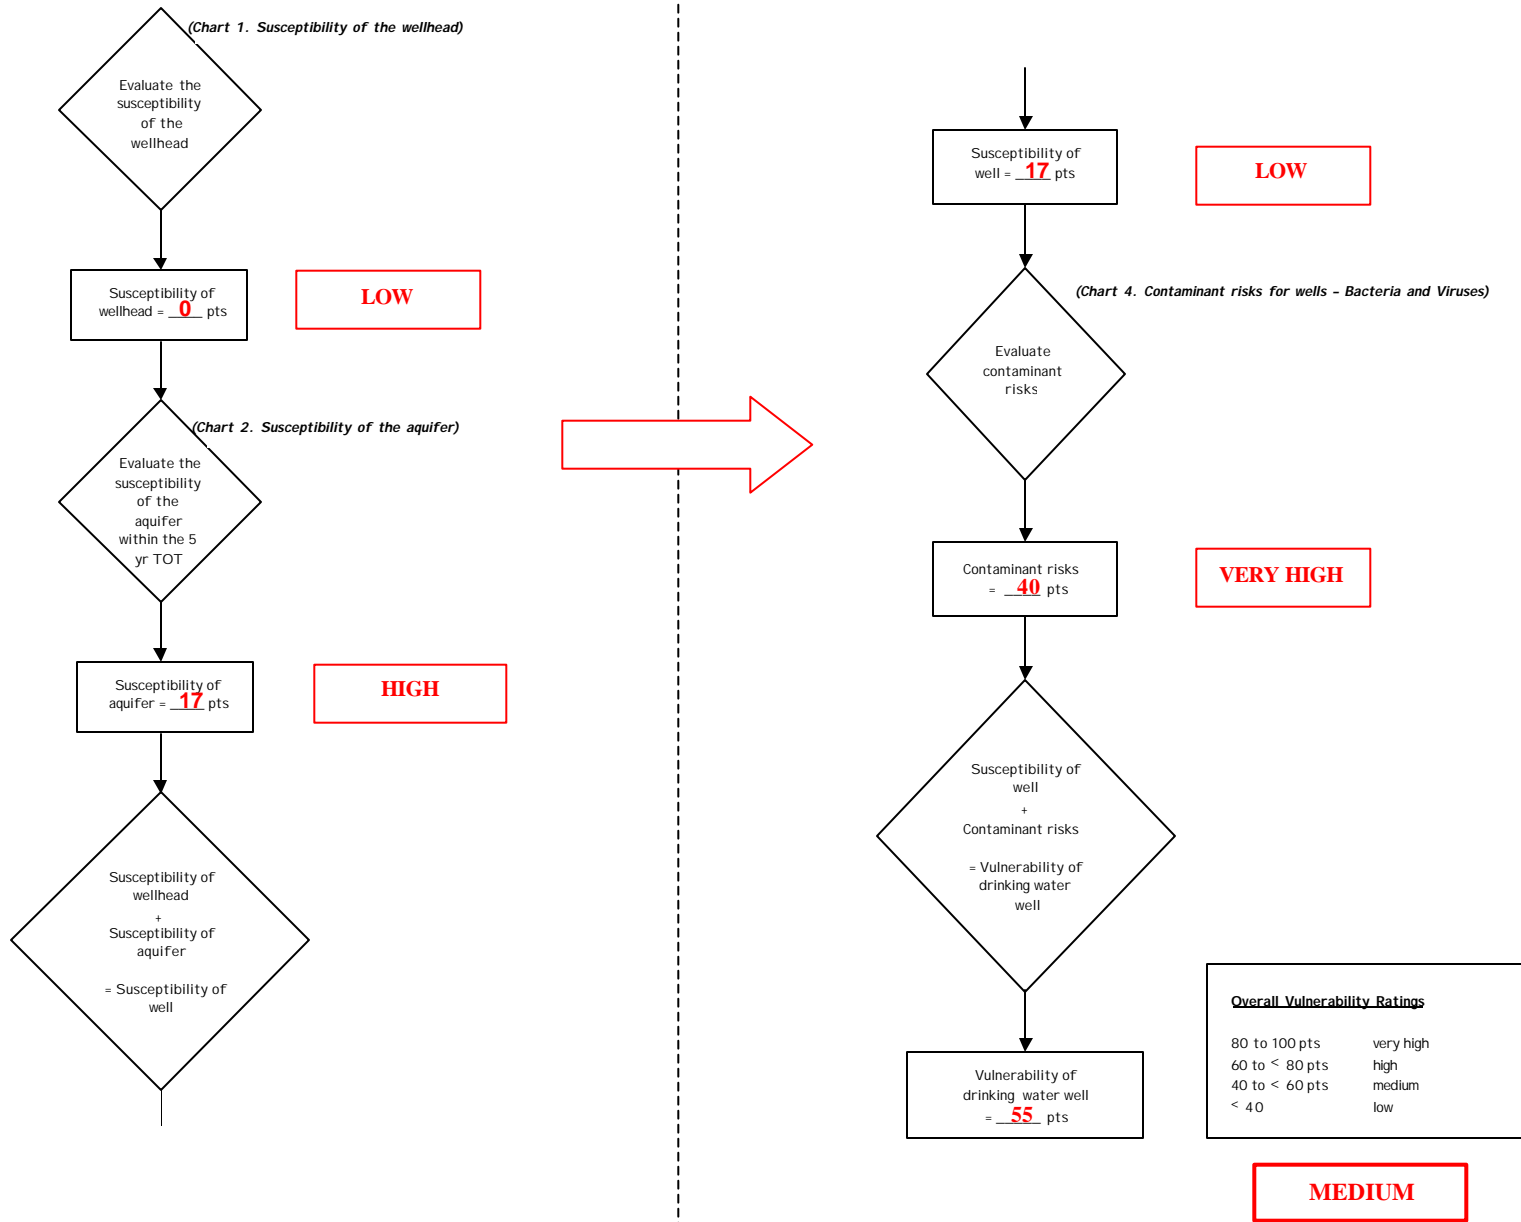 (Chart 1. Susceptibility of the wellhead)
Evaluate the
susceptibility
of the
wellhead
Susceptibility of
wellhead = 0 pts
LOW
(Chart 2. Susceptibility of the aquifer)
Evaluate the
susceptibility
of the
aquifer
within the 5
yr TOT
Susceptibility of
aquifer = 17 pts
HIGH
Susceptibility of
wellhead
+
Susceptibility of
aquifer
= Susceptibility of
well
Susceptibility of
well = 17 pts
LOW
(Chart 4. Contaminant risks for wells – Bacteria and Viruses)
Evaluate
contaminant
risks
Contaminant risks
= 40 pts
VERY HIGH
Susceptibility of
well
+
Contaminant risks
= Vulnerability of
drinking water
well
Vulnerability of
drinking water well
= 55 pts
Overall Vulnerability Ratings
80 to 100 pts very high
60 to < 80 pts high
40 to < 60 pts medium
< 40 low
MEDIUM